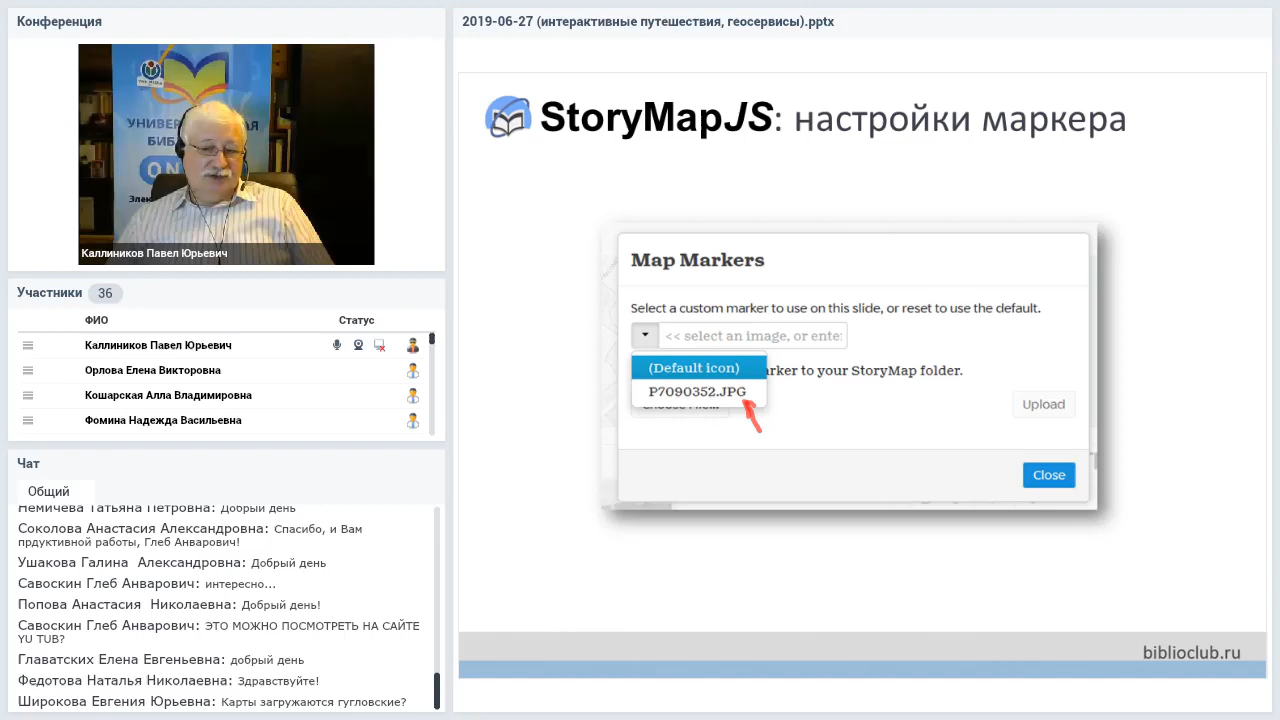 Конференция
УНИВЕ
АЯ
БИБ
ON
Каллиников Павел Юрьевич
Участники 36
ФИО Статус
Каллиников Павел Юрьевич
Орлова Елена Викторовна
Кошарская Алла Владимировна
Фомина Надежда Васильевна
Чат
Общий
Немичева Татьяна Петровна: Добрый день
Соколова Анастасия Александровна: Спасибо, и Вам
прдуктивной работы, Глеб Анварович!
Ушакова Галина Александровна: Добрый день
Савоскин Глеб Анварович: интересно...
Попова Анастасия Николаевна: Добрый день!
Савоскин Глеб Анварович: ЭТО МОЖНО ПОСМОТРЕТЬ НА САЙТЕ
YU TUB?
Главатских Елена Евгеньевна: добрый день
Федотова Наталья Николаевна: Здравствуйте!
Широкова Евгения Юрьевна: Карты загружаются гугловские?
2019-06-27 (интерактивные путешествия, геосервисы).pptx
StoryMapJS: настройки маркера
Map Markers
Select a custom marker to use on this slide, or reset to use the default.
<< select an image, or ente
(Default icon)
arker to your StoryMap folder.
P7090352.JPG
Upload
Close
biblioclub.ru